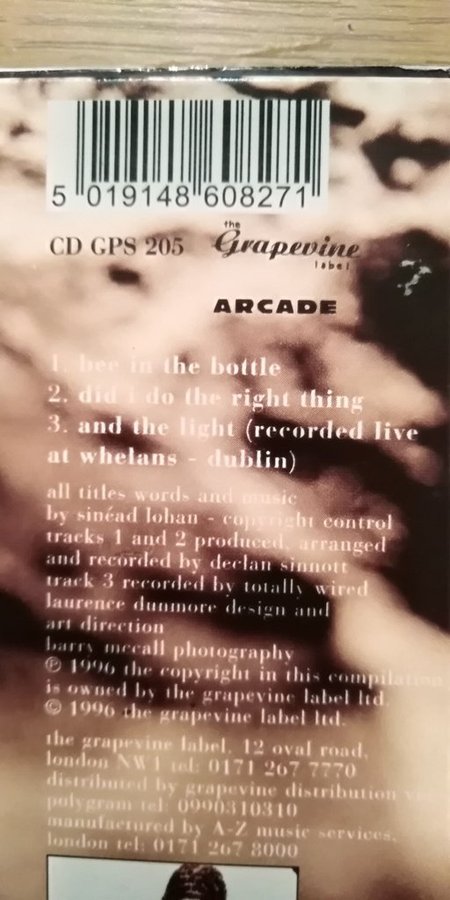 5 019148 608271
CD GPS 205
the
Grapevine
label
ARCADE
1. bee in the bottle
2. did i do the right thing
3. and the light (recorded live
at whelans - dublin)
all titles words and music
by sinéad lohan - copyright control
tracks 1 and 2 produced, arranged
and recorded by declan sinnott
track 3 recorded by totally wired
laurence dunmore design and
art direction
barry mccall photography
℗ 1996 the copyright in this compilation
is owned by the grapevine label ltd.
© 1996 the grapevine label ltd.
the grapevine label, 12 oval road,
london NW1 tel: 0171 267 7770
distributed by grapevine distribution via
polygram tel: 0990310310
manufactured by A-Z music services,
london tel: 0171 267 8000